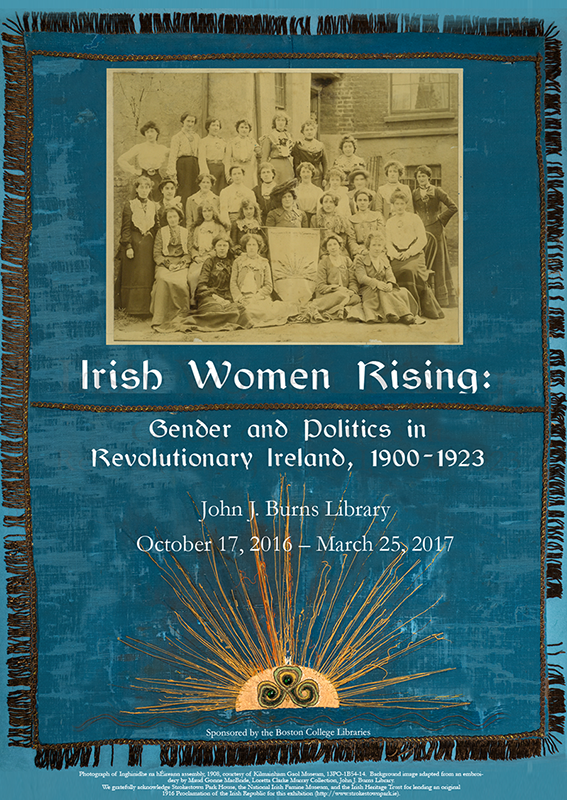 Irish Women Rising:
Gender and Politics in
Revolutionary Ireland, 1900-1923
John J. Burns Library
October 17, 2016 – March 25, 2017
Sponsored by the Boston College Libraries
Photograph of Inghinidhe na hÉireann assembly, 1908, courtesy of Kilmainham Gaol Museum, 13PO-1B54-14. Background image adapted from an embroi-
dery by Maud Gonne MacBride, Loretta Clarke Murray Collection, John J. Burns Library
We gratefully acknowledge Strokestown Park House, the National Irish Famine Museum, and the Irish Heritage Trust for lending an original
1916 Proclamation of the Irish Republic for this exhibition (http://www.strokestownpark.ie).